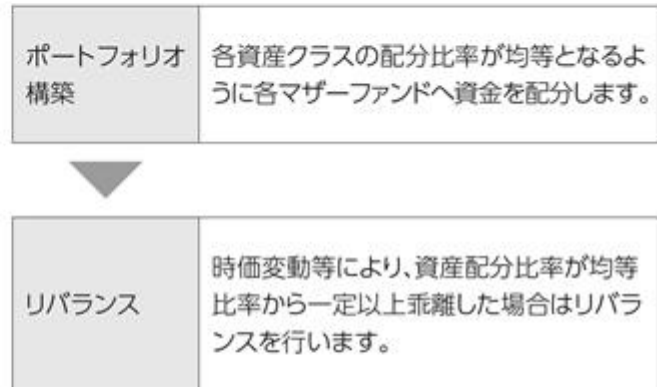 ポートフォリオ
構築
各資産クラスの配分比率が均等となるよ
うに各マザーファンドへ資金を配分します。
リバランス
時価変動等により、資産配分比率が均等
比率から一定以上乖離した場合はリバラ
ンスを行います。